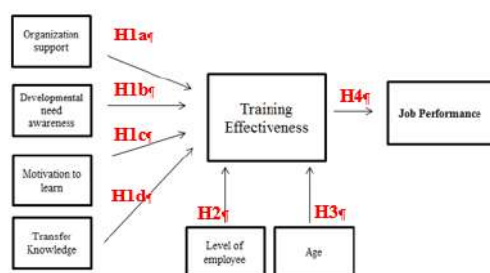 Organization
support
H1a¶
Developmental
need
awareness
H1b¶
H1c¶
Motivation to
learn
H1d¶
Transfer
Knowledge
Training
Effectiveness
H4¶
Job Performance
H2¶
H3¶
Level of
employee
Age